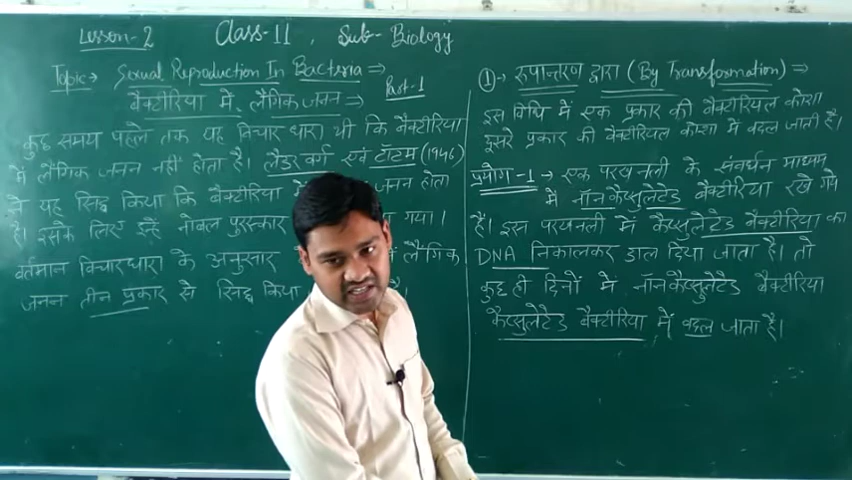 Lesson-2
Class-11, Sub- Biology
Topic → Sexual Reproduction In Bacteria ⇒
बैक्टीरिया में लैंगिक जनन ⇒ Part-1
कुछ समय पहले तक यह विचार धारा थी कि बैक्टीरिया
में लैंगिक जनन नहीं होता है। लैडरवर्ग एवं टॉटम (1946)
ने यह सिद्ध किया कि बैक्टीरिया में जनन होता
है। इसके लिए इन्हें नोबल पुरस्कार गया।
वर्तमान विचारधारा के अनुसार लैंगिक
जनन तीन प्रकार से सिद्ध किया है।
① → रूपान्तरण द्वारा (By Transformation) ⇒
इस विधि में एक प्रकार की बैक्टीरियल कोशा
दूसरे प्रकार की बैक्टीरियल कोशा में बदल जाती है।
प्रयोग-1 → एक परखनली के संवर्धन माध्यम
में नॉनकैप्सुलेटेड बैक्टीरिया रखे गये
हैं। इस परखनली में कैप्सुलेटैड बैक्टीरिया का
DNA निकालकर डाल दिया जाता है। तो
कुछ ही दिनों में नॉनकैप्सुलेटैड बैक्टीरिया
कैप्सुलेटैड बैक्टीरिया में बदल जाता है।